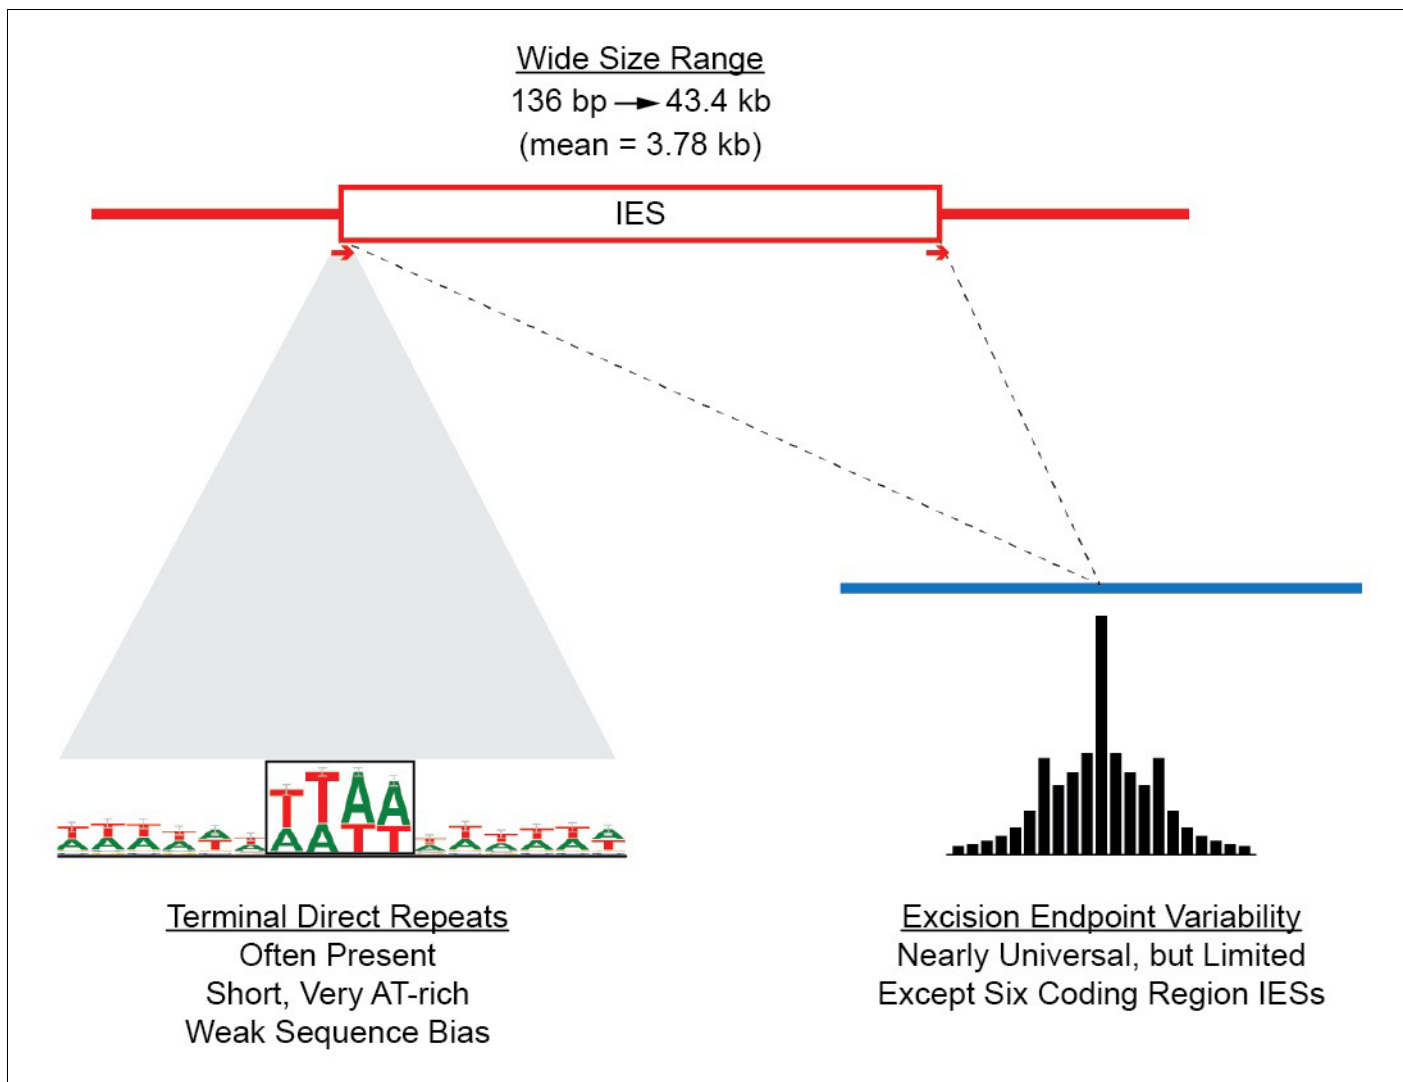 Wide Size Range
136 bp → 43.4 kb
(mean = 3.78 kb)
IES
TTAA
AATT
Terminal Direct Repeats
Often Present
Short, Very AT-rich
Weak Sequence Bias
Excision Endpoint Variability
Nearly Universal, but Limited
Except Six Coding Region IESs